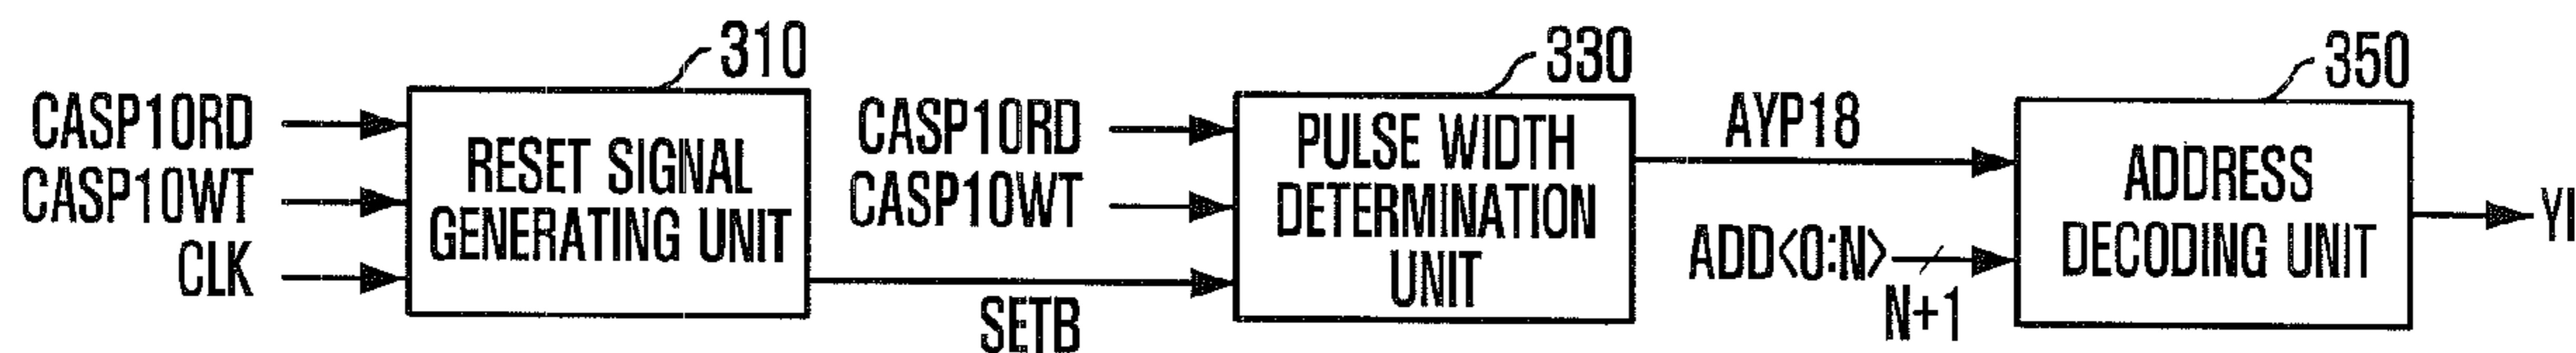 310
CASP10RD
CASP10WT
CLK
RESET SIGNAL
GENERATING UNIT
SETB
330
CASP10RD
CASP10WT
PULSE WIDTH
DETERMINATION
UNIT
AYP18
ADD<0:N>
N+1
350
ADDRESS
DECODING UNIT
YI